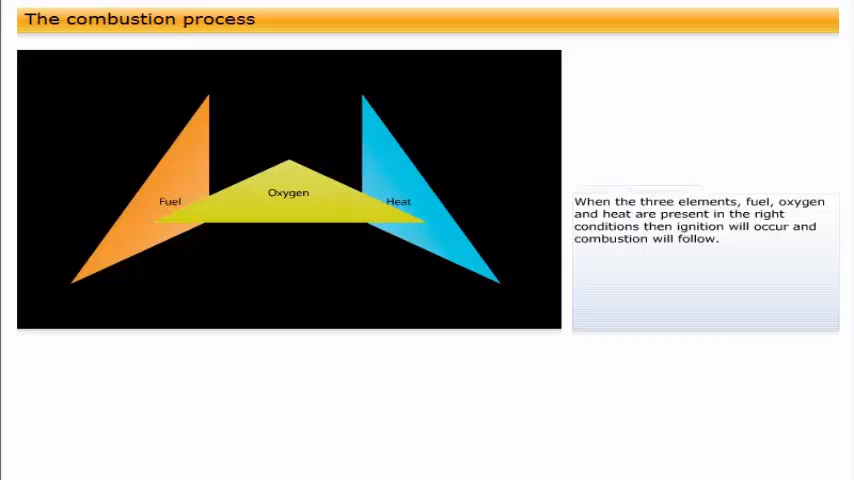 The combustion process
Fuel
Oxygen
Heat
When the three elements, fuel, oxygen
and heat are present in the right
conditions then ignition will occur and
combustion will follow.